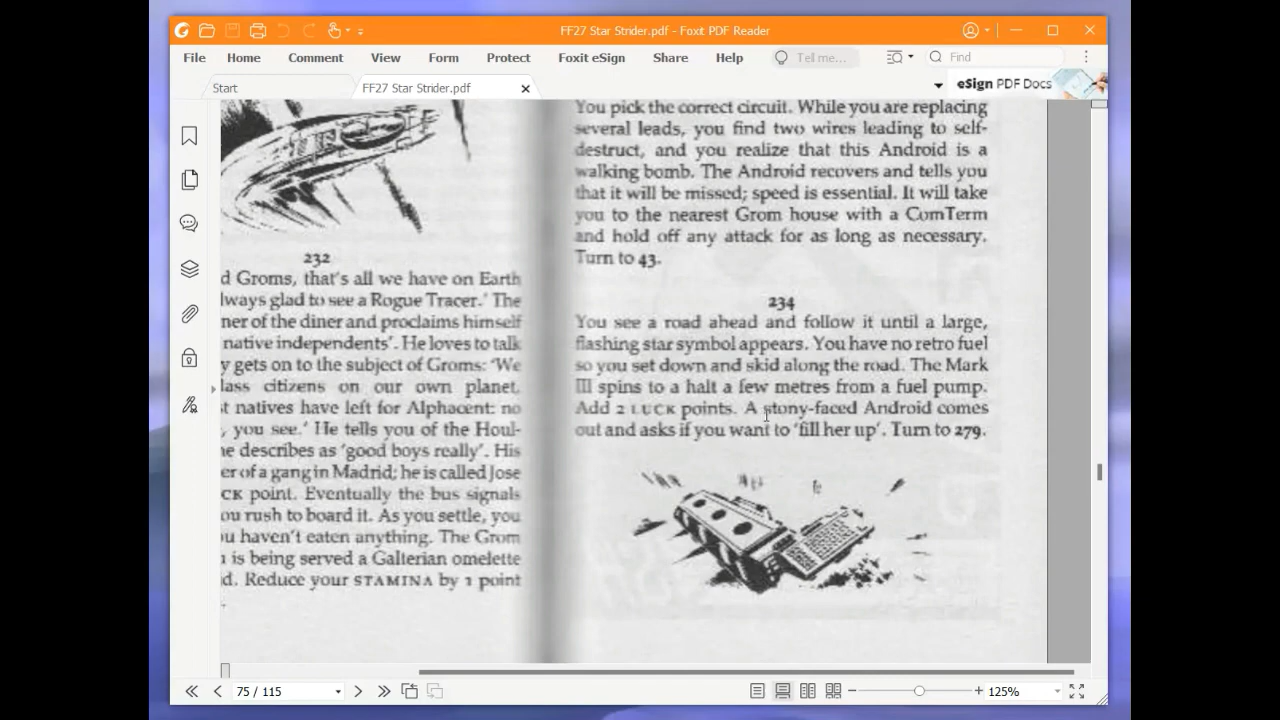 FF27 Star Strider.pdf - Foxit PDF Reader
File Home Comment View Form Protect Foxit eSign Share Help Tell me... Find
Start FF27 Star Strider.pdf eSign PDF Docs
232
d Groms, that's all we have on Earth
lways glad to see a Rogue Tracer.' The
ner of the diner and proclaims himself
native independents'. He loves to talk
y gets on to the subject of Groms: 'We
lass citizens on our own planet.
t natives have left for Alphacent: no
, you see.' He tells you of the Houl-
ne describes as 'good boys really'. His
er of a gang in Madrid; he is called Jose
CK point. Eventually the bus signals
ou rush to board it. As you settle, you
u haven't eaten anything. The Grom
is being served a Galterian omelette
d. Reduce your STAMINA by 1 point
You pick the correct circuit. While you are replacing
several leads, you find two wires leading to self-
destruct, and you realize that this Android is a
walking bomb. The Android recovers and tells you
that it will be missed; speed is essential. It will take
you to the nearest Grom house with a ComTerm
and hold off any attack for as long as necessary.
Turn to 43.
234
You see a road ahead and follow it until a large,
flashing star symbol appears. You have no retro fuel
so you set down and skid along the road. The Mark
III spins to a halt a few metres from a fuel pump.
Add 2 LUCK points. A stony-faced Android comes
out and asks if you want to 'fill her up'. Turn to 279.
75 / 115 125%